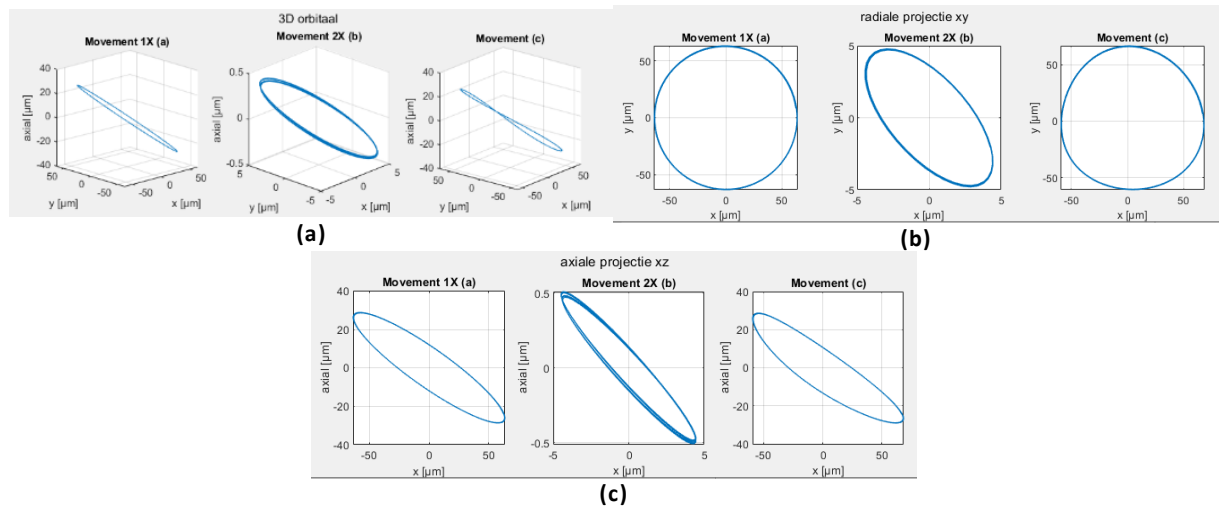 3D orbitaal
Movement 1X (a)
Movement 2X (b)
Movement (c)
axial [µm]
40
20
0
-20
-40
50
0
-50
y [µm]
-50
0
50
x [µm]
axial [µm]
0.5
0
-0.5
5
0
-5
y [µm]
-5
0
5
x [µm]
axial [µm]
40
20
0
-20
-40
50
0
-50
y [µm]
-50
0
50
x [µm]
(a)
radiale projectie xy
Movement 1X (a)
Movement 2X (b)
Movement (c)
y [µm]
50
0
-50
-50
0
50
x [µm]
y [µm]
5
0
-5
-5
0
5
x [µm]
y [µm]
50
0
-50
-50
0
50
x [µm]
(b)
axiale projectie xz
Movement 1X (a)
Movement 2X (b)
Movement (c)
axial [µm]
40
20
0
-20
-40
-50
0
50
x [µm]
axial [µm]
0.5
0
-0.5
-5
0
5
x [µm]
axial [µm]
40
20
0
-20
-40
-50
0
50
x [µm]
(c)